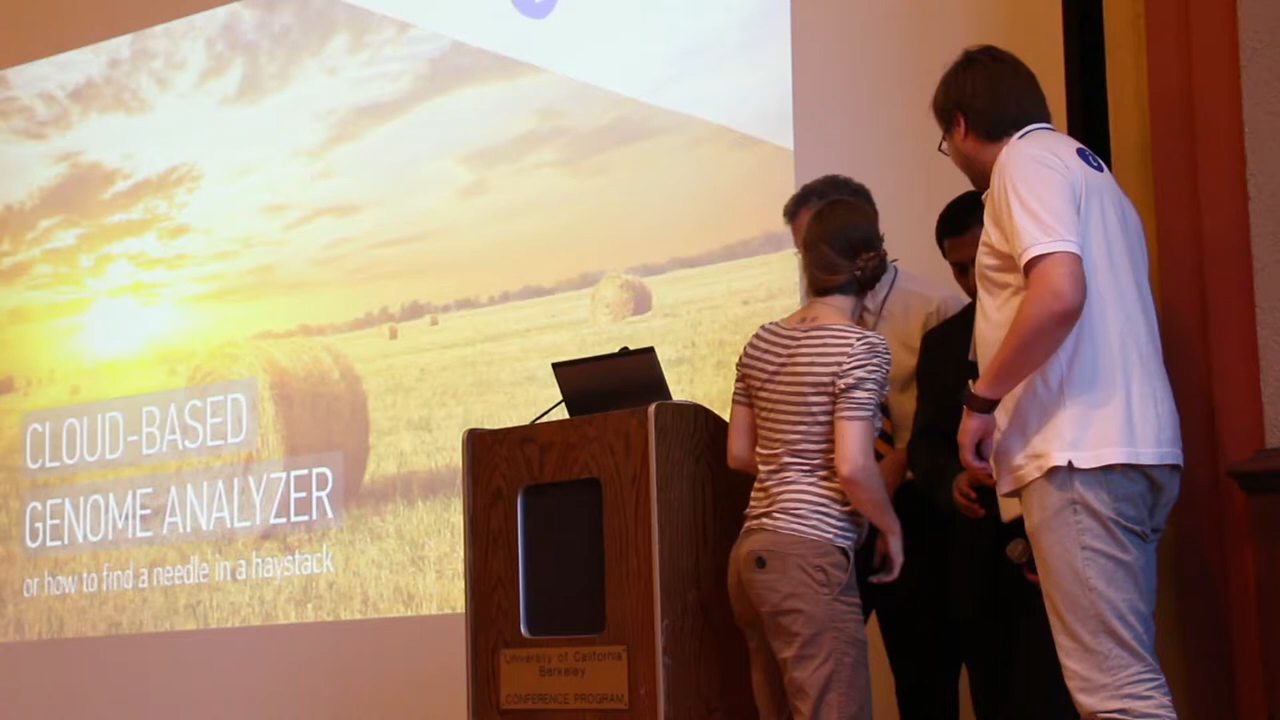 CLOUD-BASED
GENOME ANALYZER
or how to find a needle in a haystack
University of California
Berkeley
CONFERENCE PROGRAM